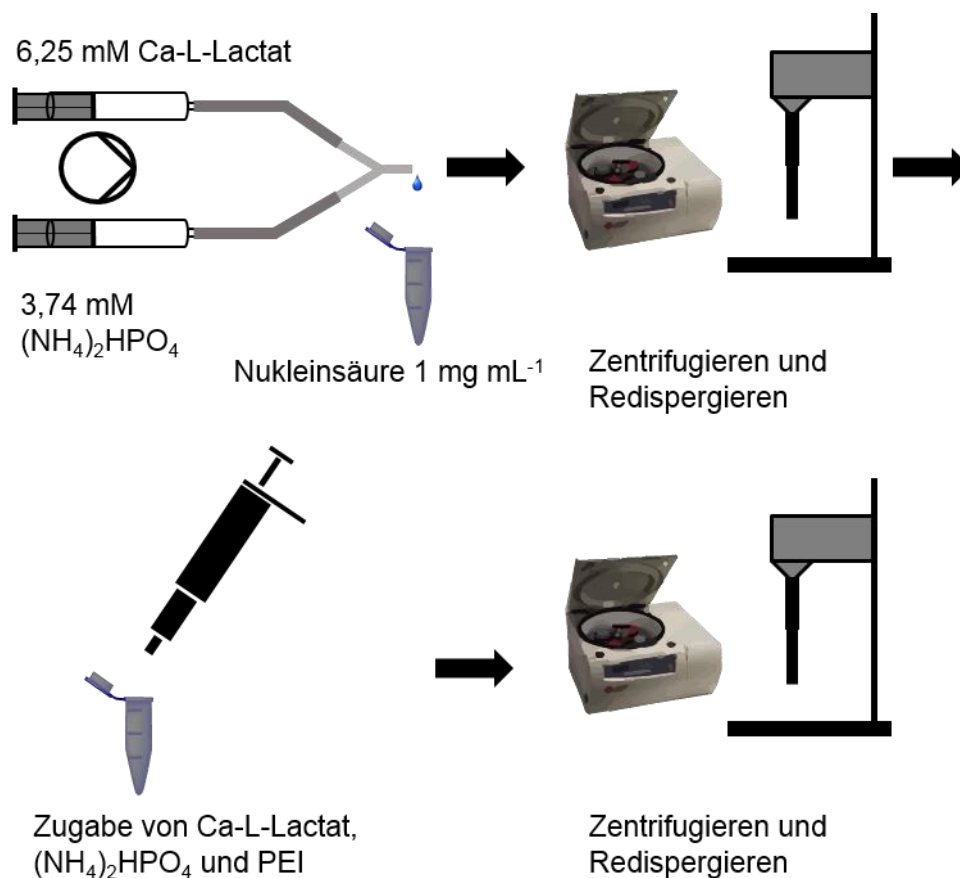 6,25 mM Ca-L-Lactat
3,74 mM
(NH₄)₂HPO₄
Nukleinsäure 1 mg mL⁻¹
Zentrifugieren und
Redispergieren
Zugabe von Ca-L-Lactat,
(NH₄)₂HPO₄ und PEI
Zentrifugieren und
Redispergieren